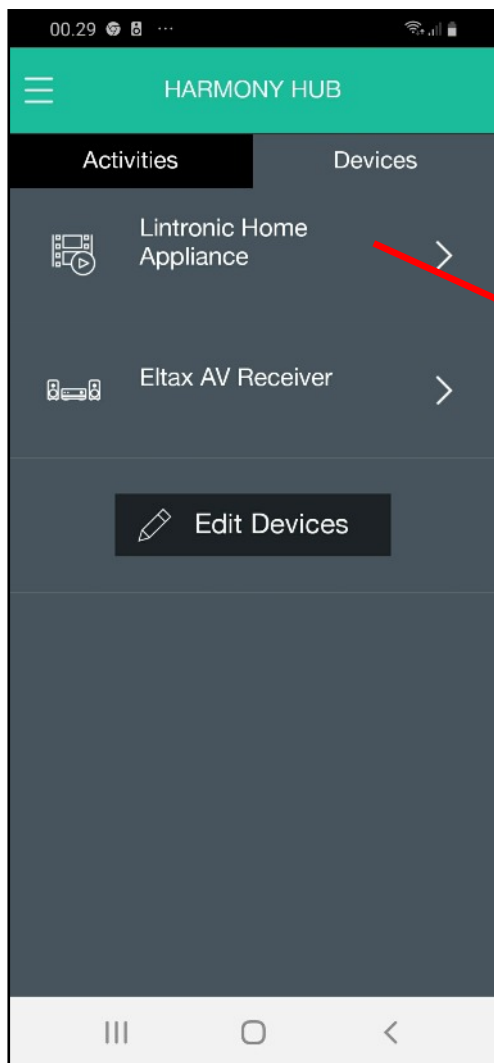 00.29
HARMONY HUB
Activities Devices
Lintronic Home
Appliance
Eltax AV Receiver
Edit Devices